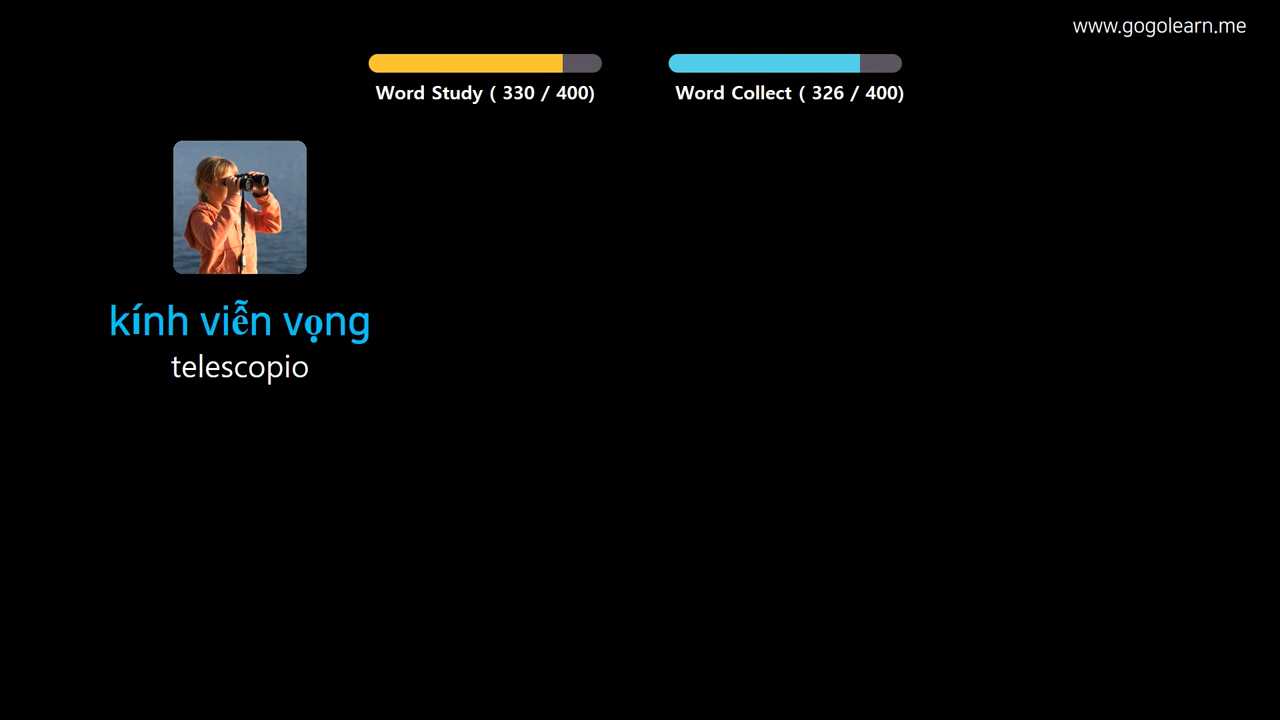 www.gogolearn.me
Word Study ( 330 / 400)
Word Collect ( 326 / 400)
kính viễn vọng
telescopio